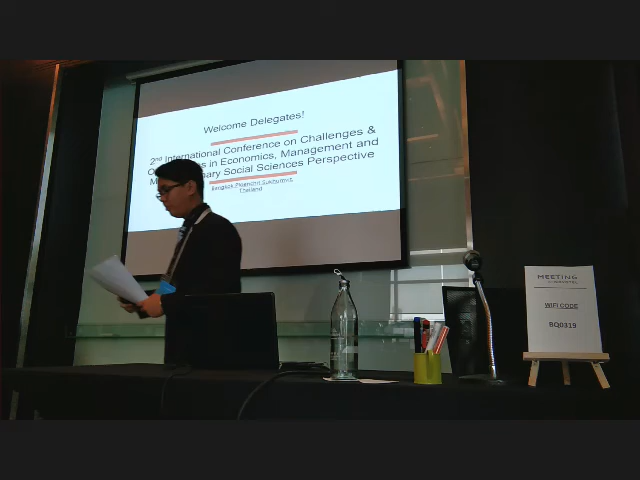 Welcome Delegates!
2nd International Conference on Challenges &
in Economics, Management and
Social Sciences Perspective
Bangkok
Thailand
MEETING
WIFI CODE
BQ0319